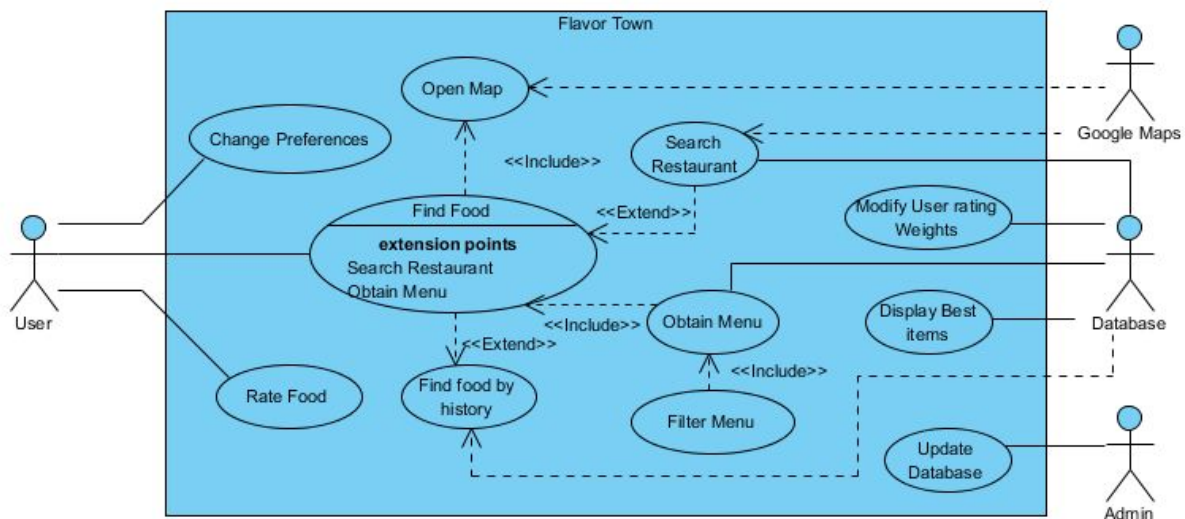 Flavor Town
Open Map
Google Maps
Change Preferences
Search
Restaurant
<<Include>>
Find Food
<<Extend>>
Modify User rating
Weights
extension points
Search Restaurant
Obtain Menu
User
Obtain Menu
<<Include>>
Display Best
items
Database
<<Extend>>
<<Include>>
Rate Food
Find food by
history
Filter Menu
Update
Database
Admin